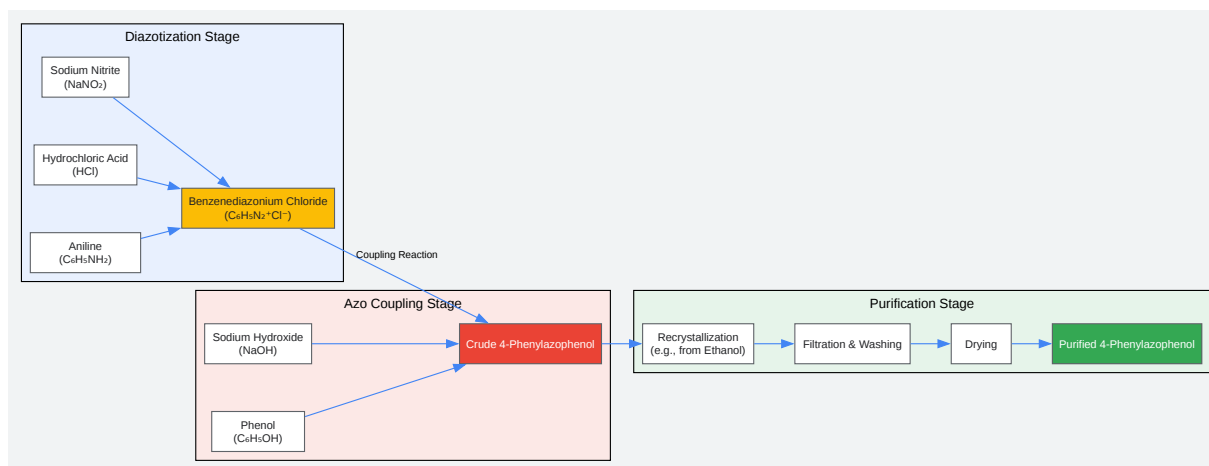 Diazotization Stage
Sodium Nitrite
(NaNO₂)
Hydrochloric Acid
(HCl)
Benzenediazonium Chloride
(C₆H₅N₂⁺Cl⁻)
Aniline
(C₆H₅NH₂)
Coupling Reaction
Azo Coupling Stage
Sodium Hydroxide
(NaOH)
Crude 4-Phenylazophenol
Phenol
(C₆H₅OH)
Purification Stage
Recrystallization
(e.g., from Ethanol)
Filtration & Washing
Drying
Purified 4-Phenylazophenol